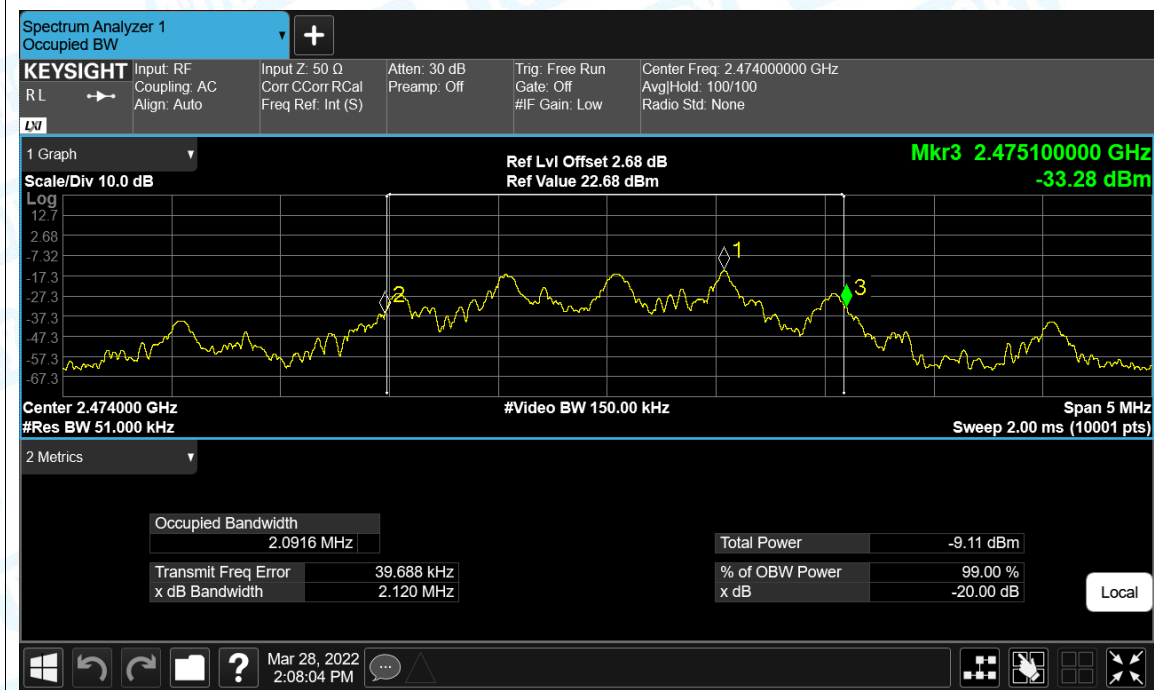 Spectrum Analyzer 1
Occupied BW
+
KEYSIGHT
R L
LXI
Input: RF
Coupling: AC
Align: Auto
Input Z: 50 Ω
Corr CCorr RCal
Freq Ref: Int (S)
Atten: 30 dB
Preamp: Off
Trig: Free Run
Gate: Off
#IF Gain: Low
Center Freq: 2.474000000 GHz
Avg|Hold: 100/100
Radio Std: None
1 Graph
Ref Lvl Offset 2.68 dB
Mkr3 2.475100000 GHz
Scale/Div 10.0 dB
Ref Value 22.68 dBm
-33.28 dBm
Log
12.7
2.68
-7.32
-17.3
-27.3
-37.3
-47.3
-57.3
-67.3
1
2
3
Center 2.474000 GHz
#Video BW 150.00 kHz
Span 5 MHz
#Res BW 51.000 kHz
Sweep 2.00 ms (10001 pts)
2 Metrics
Occupied Bandwidth
2.0916 MHz
Total Power -9.11 dBm
Transmit Freq Error 39.688 kHz
% of OBW Power 99.00 %
x dB Bandwidth 2.120 MHz
x dB -20.00 dB
Local
?
Mar 28, 2022
2:08:04 PM